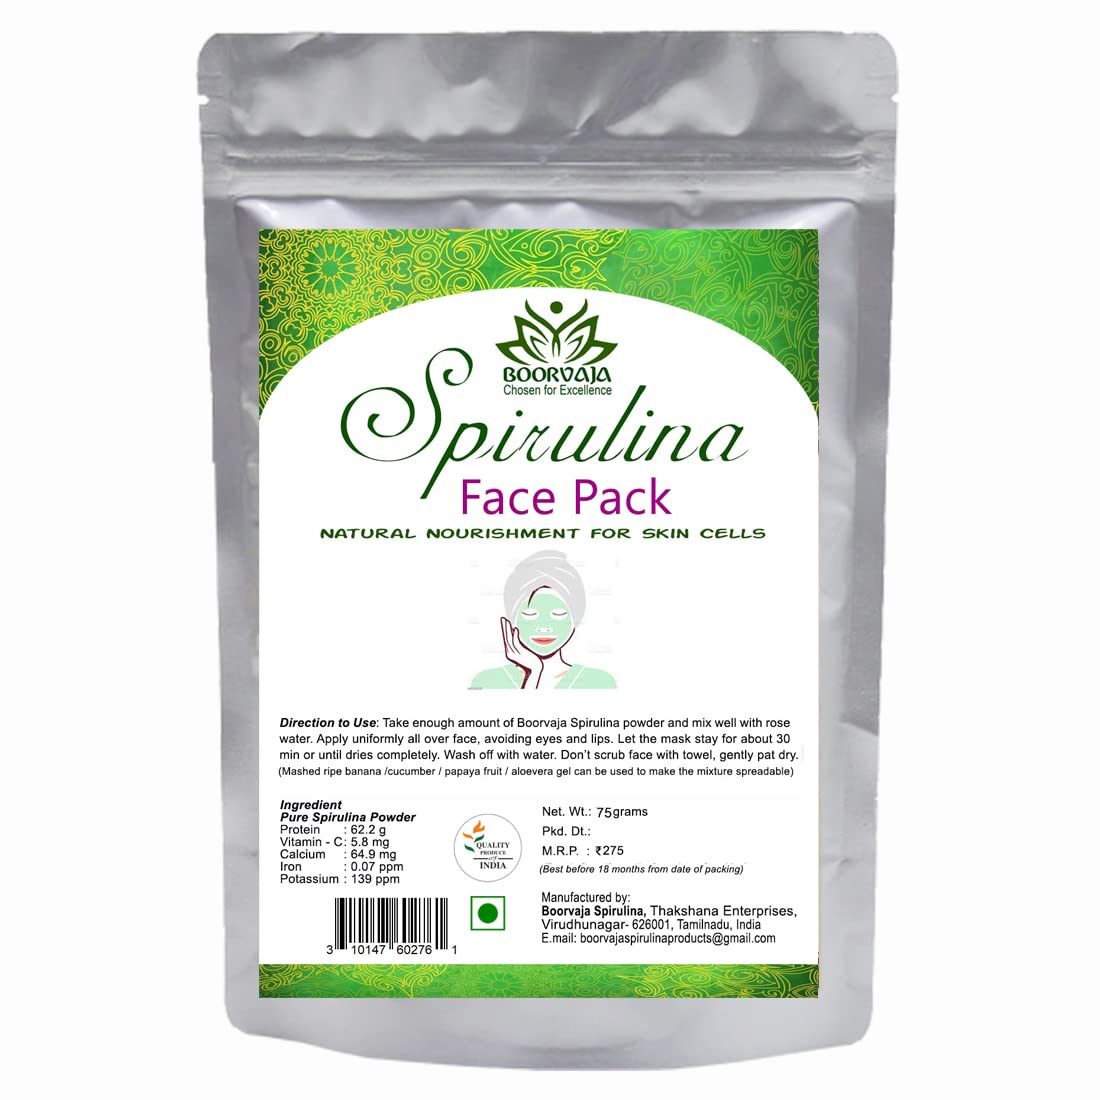 BOORVAJA
Chosen for Excellence
Spirulina
Face Pack
NATURAL NOURISHMENT FOR SKIN CELLS
Direction to Use: Take enough amount of Boorvaja Spirulina powder and mix well with rose
water. Apply uniformly all over face, avoiding eyes and lips. Let the mask stay for about 30
min or until dries completely. Wash off with water. Don't scrub face with towel, gently pat dry.
(Mashed ripe banana /cucumber / papaya fruit / aloevera gel can be used to make the mixture spreadable)
Ingredient
Pure Spirulina Powder
Protein : 62.2 g
Vitamin - C: 5.8 mg
Calcium : 64.9 mg
Iron : 0.07 ppm
Potassium : 139 ppm
3 10147 60276 1
QUALITY
PRODUCE
OF
INDIA
Net. Wt.: 75grams
Pkd. Dt.:
M.R.P. : ₹275
(Best before 18 months from date of packing)
Manufactured by:
Boorvaja Spirulina, Thakshana Enterprises,
Virudhunagar- 626001, Tamilnadu, India
E.mail: boorvajaspirulinaproducts@gmail.com